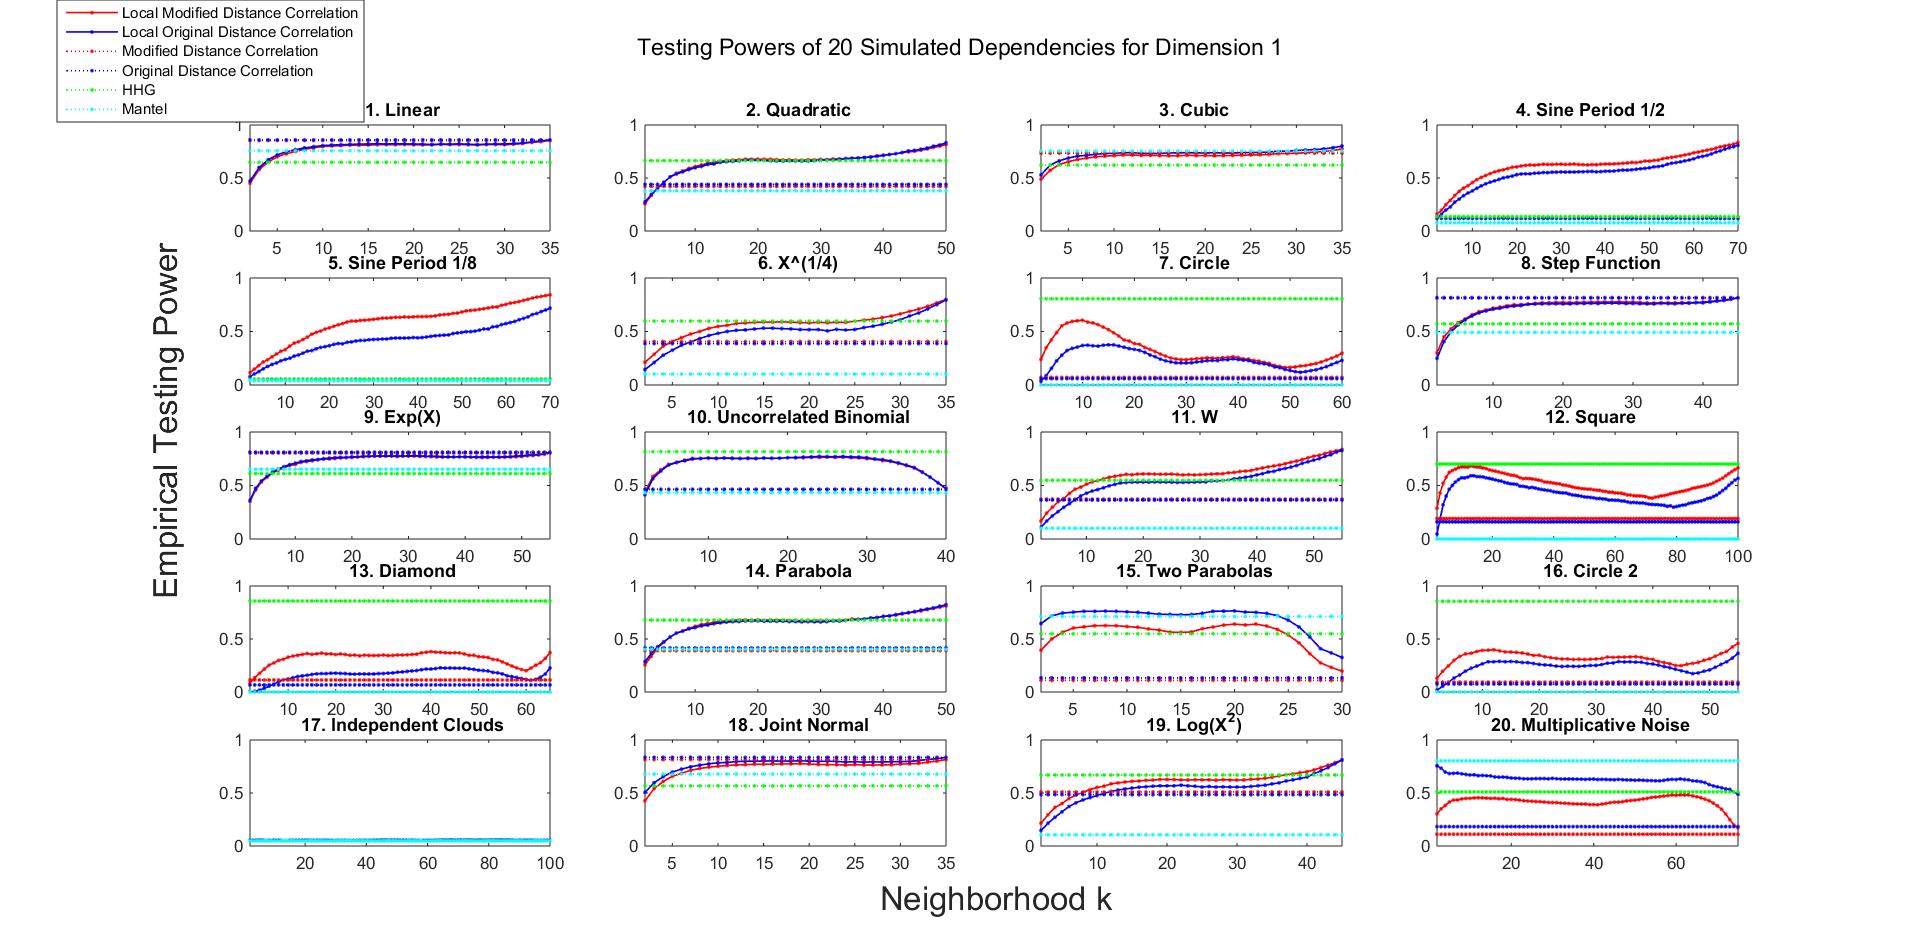 Local Modified Distance Correlation
Local Original Distance Correlation
Modified Distance Correlation
Original Distance Correlation
HHG
Mantel
Testing Powers of 20 Simulated Dependencies for Dimension 1
Empirical Testing Power
1. Linear
1
0.5
0
5 10 15 20 25 30 35
2. Quadratic
1
0.5
0
10 20 30 40 50
3. Cubic
1
0.5
0
5 10 15 20 25 30 35
4. Sine Period 1/2
1
0.5
0
10 20 30 40 50 60 70
5. Sine Period 1/8
1
0.5
0
10 20 30 40 50 60 70
6. X^(1/4)
1
0.5
0
5 10 15 20 25 30 35
7. Circle
1
0.5
0
10 20 30 40 50 60
8. Step Function
1
0.5
0
10 20 30 40
9. Exp(X)
1
0.5
0
10 20 30 40 50
10. Uncorrelated Binomial
1
0.5
0
10 20 30 40
11. W
1
0.5
0
10 20 30 40 50
12. Square
1
0.5
0
20 40 60 80 100
13. Diamond
1
0.5
0
10 20 30 40 50 60
14. Parabola
1
0.5
0
10 20 30 40 50
15. Two Parabolas
1
0.5
0
5 10 15 20 25 30
16. Circle 2
1
0.5
0
10 20 30 40 50
17. Independent Clouds
1
0.5
0
20 40 60 80 100
18. Joint Normal
1
0.5
0
5 10 15 20 25 30 35
19. Log(X²)
1
0.5
0
10 20 30 40
20. Multiplicative Noise
1
0.5
0
20 40 60
Neighborhood k